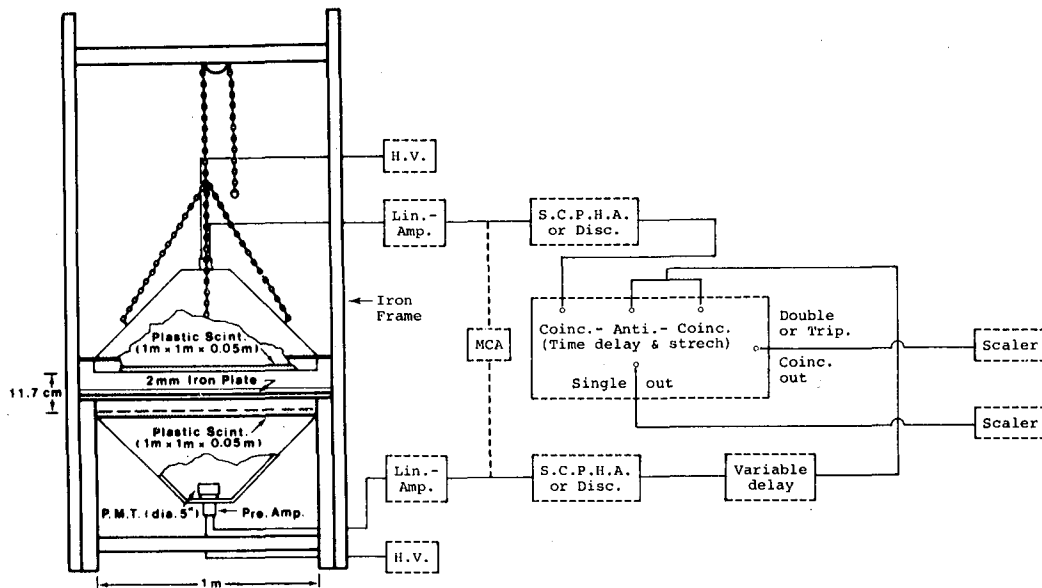 H.V.
Lin.-
Amp.
S.C.P.H.A.
or Disc.
Iron
Frame
Plastic Scint.
(1m × 1m × 0.05m)
2mm Iron Plate
11.7 cm
Plastic Scint.
(1m × 1m × 0.05m)
P.M.T. (dia. 5")
Pre. Amp.
1 m
MCA
Coinc.- Anti.- Coinc.
(Time delay & strech)
Single out
Double
or Trip.
Coinc.
out
Scaler
Scaler
Lin.-
Amp.
S.C.P.H.A.
or Disc.
Variable
delay
H.V.